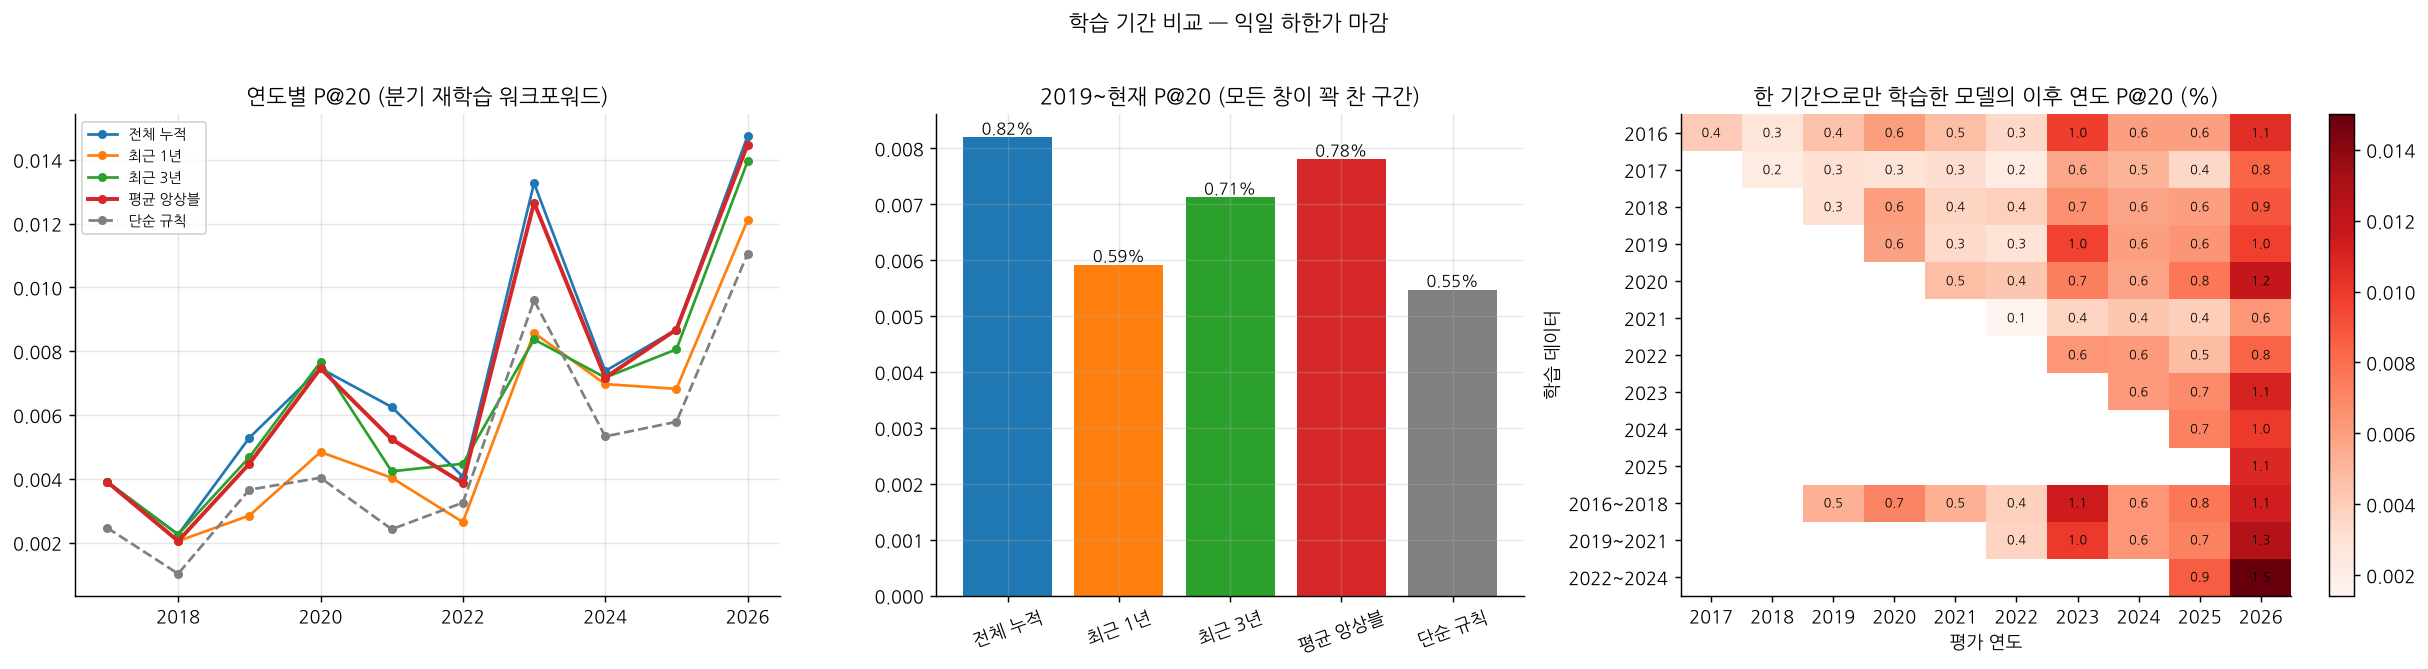 학습 기간 비교 — 익일 하한가 마감
연도별 P@20 (분기 재학습 워크포워드)
전체 누적
최근 1년
최근 3년
평균 앙상블
단순 규칙
0.014
0.012
0.010
0.008
0.006
0.004
0.002
2018 2020 2022 2024 2026
2019~현재 P@20 (모든 창이 꽉 찬 구간)
0.82%
0.59%
0.71%
0.78%
0.55%
0.008
0.007
0.006
0.005
0.004
0.003
0.002
0.001
0.000
전체 누적 최근 1년 최근 3년 평균 앙상블 단순 규칙
한 기간으로만 학습한 모델의 이후 연도 P@20 (%)
학습 데이터
2016 0.4 0.3 0.4 0.6 0.5 0.3 1.0 0.6 0.6 1.1
2017 0.2 0.3 0.3 0.3 0.2 0.6 0.5 0.4 0.8
2018 0.3 0.6 0.4 0.4 0.7 0.6 0.6 0.9
2019 0.6 0.3 0.3 1.0 0.6 0.6 1.0
2020 0.5 0.4 0.7 0.6 0.8 1.2
2021 0.1 0.4 0.4 0.4 0.6
2022 0.6 0.6 0.5 0.8
2023 0.6 0.7 1.1
2024 0.7 1.0
2025 1.1
2016~2018 0.5 0.7 0.5 0.4 1.1 0.6 0.8 1.1
2019~2021 0.4 1.0 0.6 0.7 1.3
2022~2024 0.9 1.5
2017 2018 2019 2020 2021 2022 2023 2024 2025 2026
평가 연도
0.014
0.012
0.010
0.008
0.006
0.004
0.002